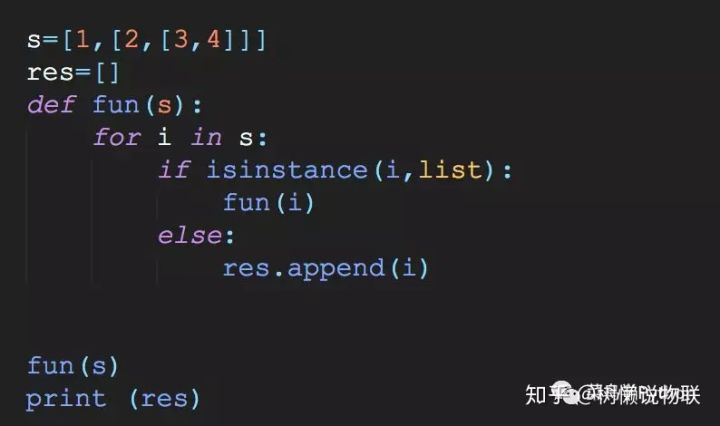 s=[1,[2,[3,4]]]
res=[]
def fun(s):
    for i in s:
        if isinstance(i,list):
            fun(i)
        else:
            res.append(i)
fun(s)
print (res)
知乎 @树懒说物联